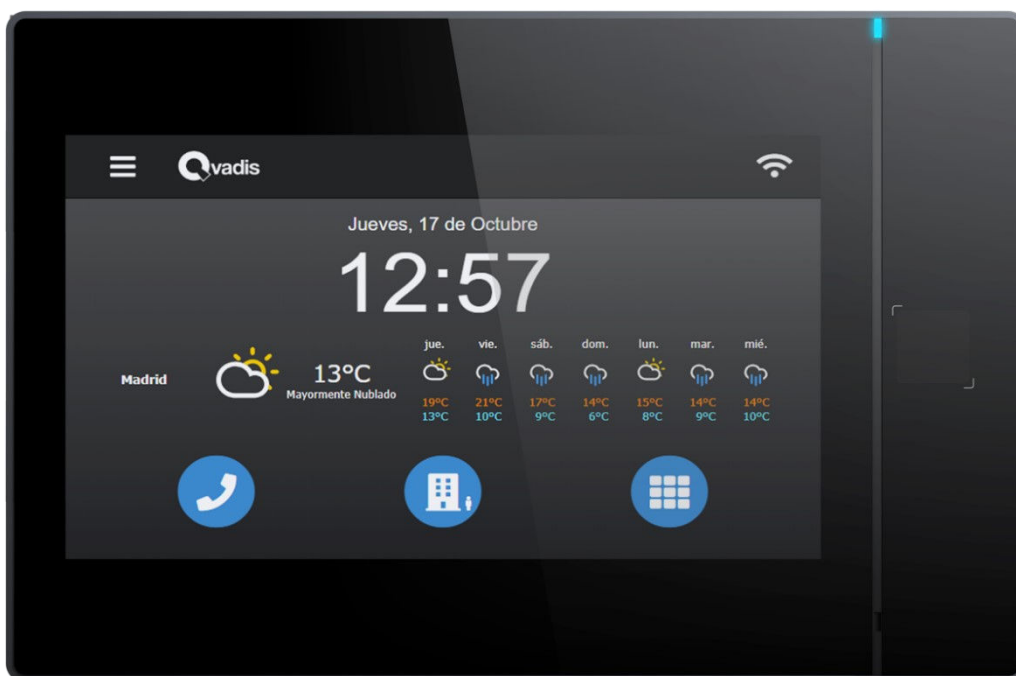 Qvadis
Jueves, 17 de Octubre
12:57
Madrid
13°C
Mayormente Nublado
jue. vie. sáb. dom. lun. mar. mié.
19ºC 21ºC 17ºC 14ºC 15ºC 14ºC 14ºC
13ºC 10ºC 9ºC 6ºC 8ºC 9ºC 10ºC